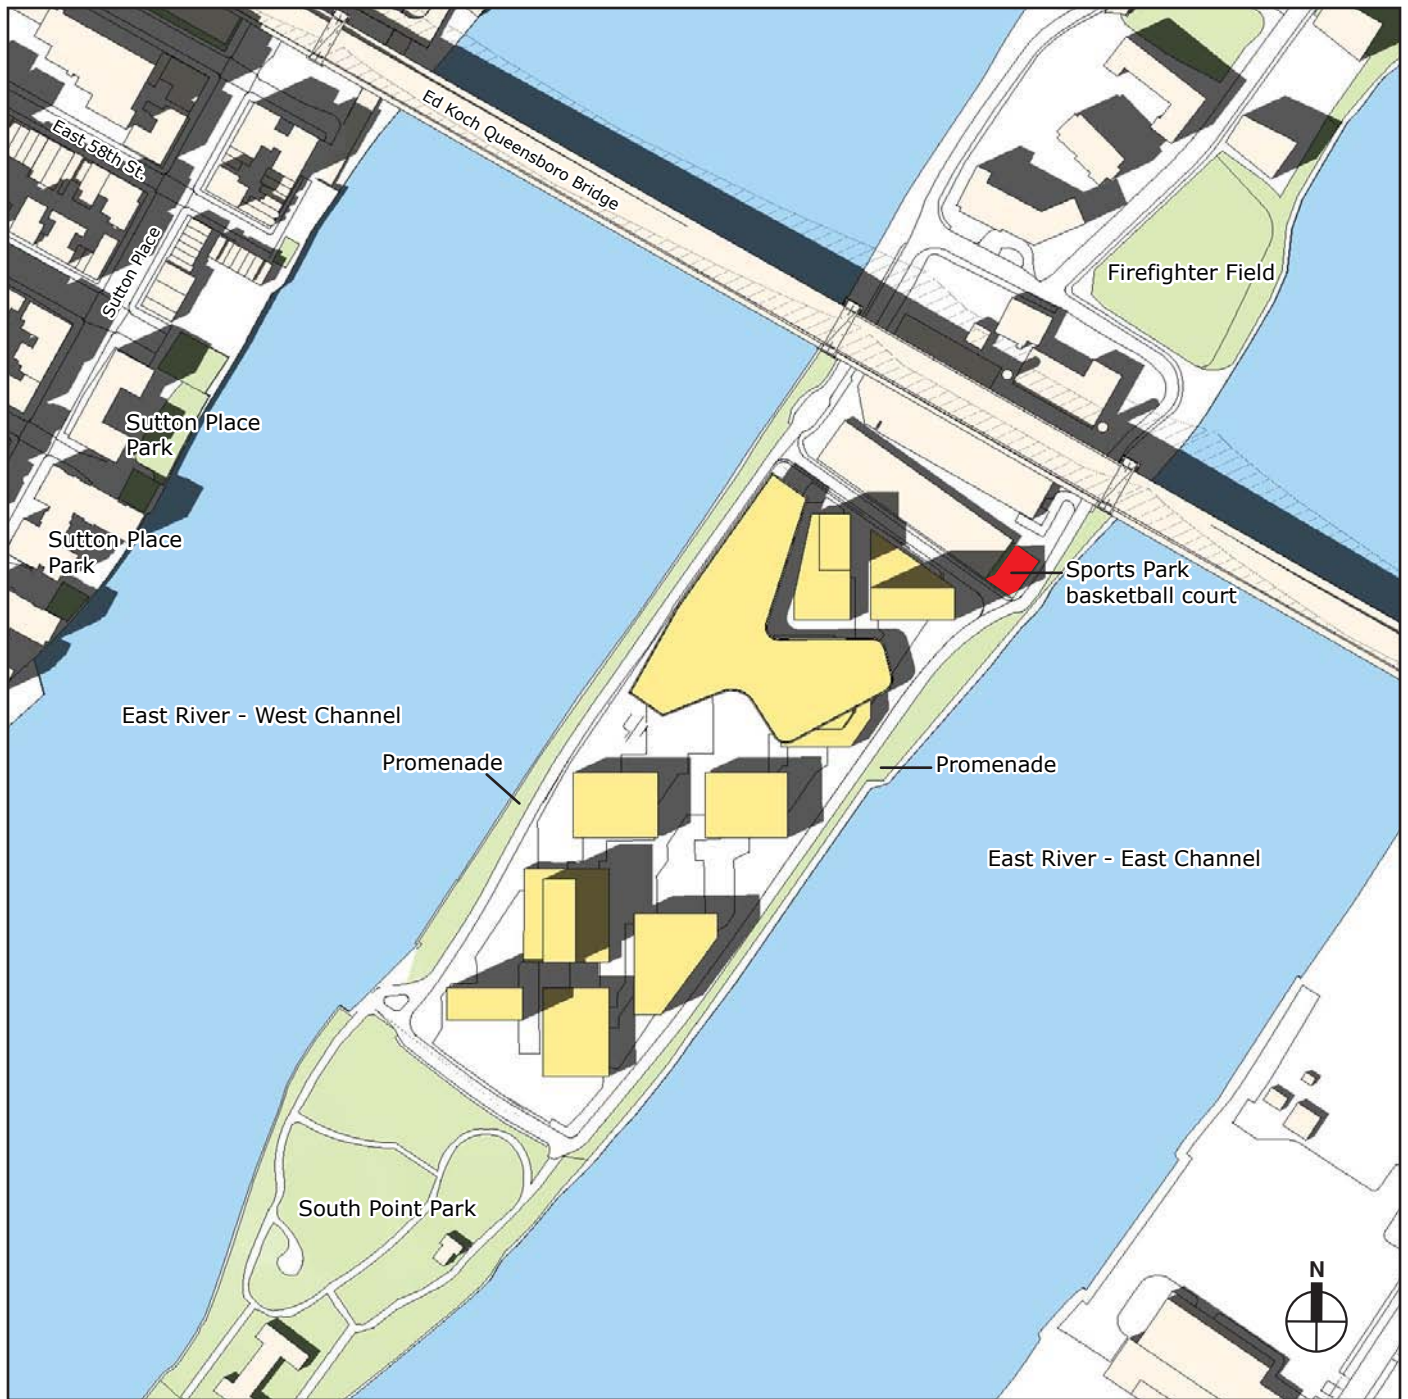 Ed Koch Queensboro Bridge
East 58th St.
Sutton Place
Firefighter Field
Sutton Place
Park
Sutton Place
Park
Sports Park
basketball court
East River - West Channel
Promenade
Promenade
East River - East Channel
South Point Park
N